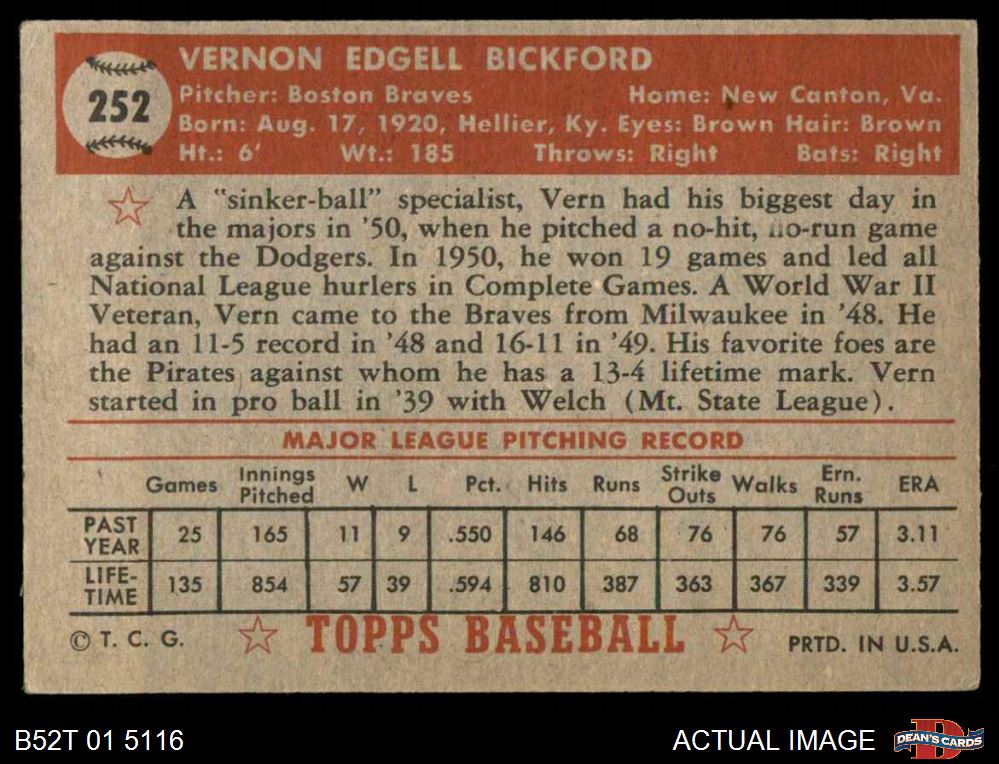 252
VERNON EDGELL BICKFORD
Pitcher: Boston Braves Home: New Canton, Va.
Born: Aug. 17, 1920, Hellier, Ky. Eyes: Brown Hair: Brown
Ht.: 6' Wt.: 185 Throws: Right Bats: Right
A "sinker-ball" specialist, Vern had his biggest day in
the majors in '50, when he pitched a no-hit, no-run game
against the Dodgers. In 1950, he won 19 games and led all
National League hurlers in Complete Games. A World War II
Veteran, Vern came to the Braves from Milwaukee in '48. He
had an 11-5 record in '48 and 16-11 in '49. His favorite foes are
the Pirates against whom he has a 13-4 lifetime mark. Vern
started in pro ball in '39 with Welch (Mt. State League).
MAJOR LEAGUE PITCHING RECORD
Games Innings Pitched W L Pct. Hits Runs Strike Outs Walks Ern. Runs ERA
PAST YEAR 25 165 11 9 .550 146 68 76 76 57 3.11
LIFE-TIME 135 854 57 39 .594 810 387 363 367 339 3.57
© T. C. G. TOPPS BASEBALL PRTD. IN U.S.A.
B52T 01 5116 ACTUAL IMAGE DEAN'S CARDS